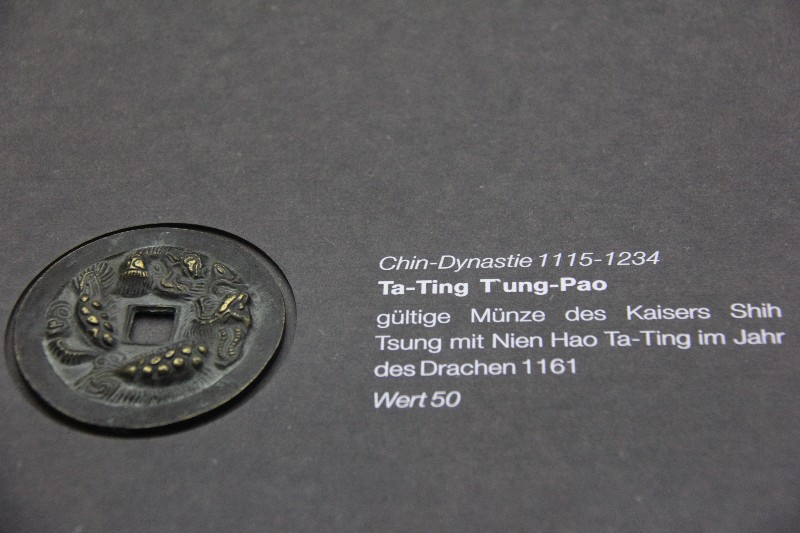 Chin-Dynastie 1115-1234
Ta-Ting T'ung-Pao
gültige Münze des Kaisers Shih
Tsung mit Nien Hao Ta-Ting im Jahr
des Drachen 1161
Wert 50